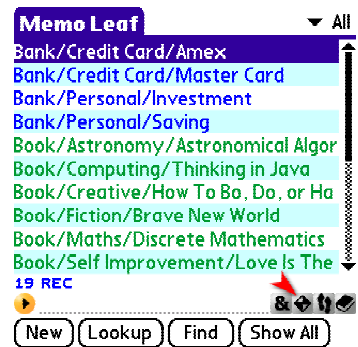 Memo Leaf All
Bank/Credit Card/Amex
Bank/Credit Card/Master Card
Bank/Personal/Investment
Bank/Personal/Saving
Book/Astronomy/Astronomical Algor
Book/Computing/Thinking in Java
Book/Creative/How To Bo, Do, or Ha
Book/Fiction/Brave New World
Book/Maths/Discrete Mathematics
Book/Self Improvement/Love Is The
19 REC
&
New Lookup Find Show All